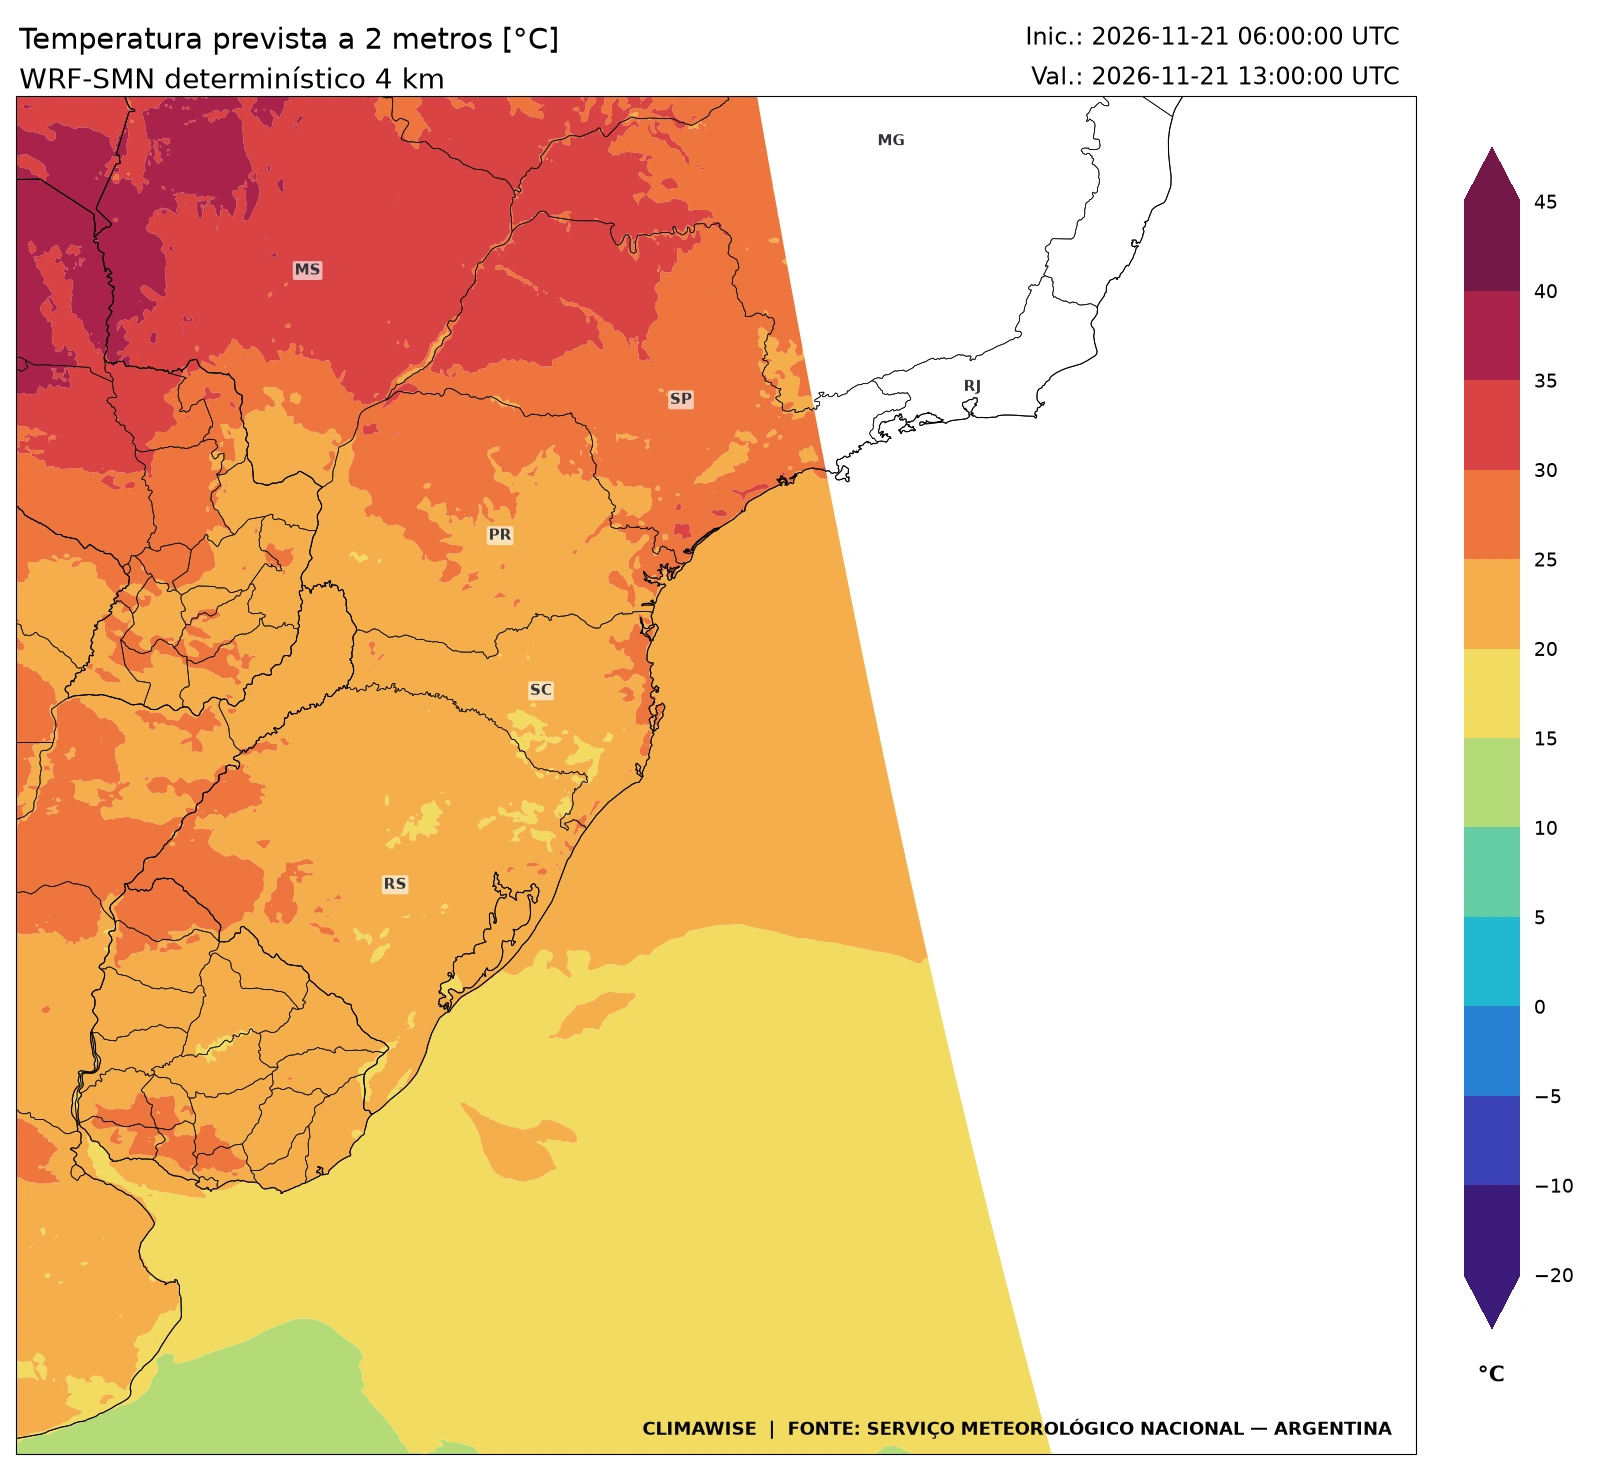 Temperatura prevista a 2 metros [°C]
WRF-SMN determinístico 4 km
Inic.: 2026-11-21 06:00:00 UTC
Val.: 2026-11-21 13:00:00 UTC
MG
MS
RJ
SP
PR
SC
RS
45
40
35
30
25
20
15
10
5
0
−5
−10
−20
°C
CLIMAWISE | FONTE: SERVIÇO METEOROLÓGICO NACIONAL — ARGENTINA